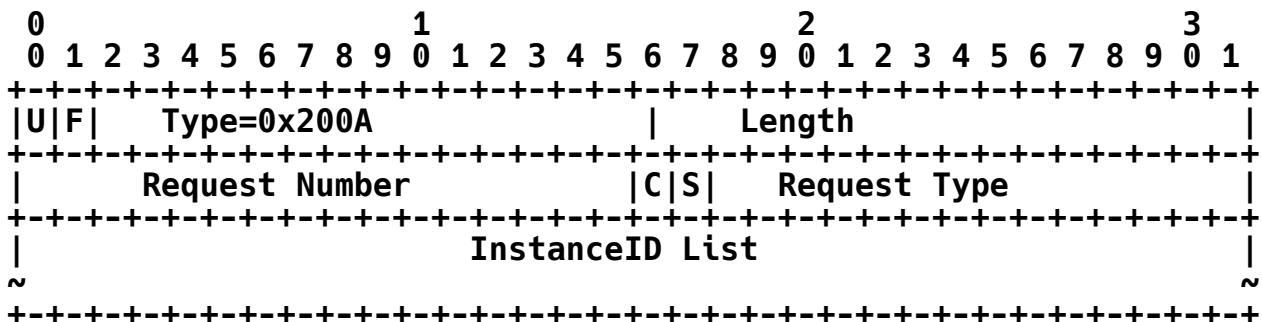 0                   1                   2                   3
 0 1 2 3 4 5 6 7 8 9 0 1 2 3 4 5 6 7 8 9 0 1 2 3 4 5 6 7 8 9 0 1
+-+-+-+-+-+-+-+-+-+-+-+-+-+-+-+-+-+-+-+-+-+-+-+-+-+-+-+-+-+-+-+-+
|U|F|   Type=0x200A              |    Length                    |
+-+-+-+-+-+-+-+-+-+-+-+-+-+-+-+-+-+-+-+-+-+-+-+-+-+-+-+-+-+-+-+-+
|      Request Number           |C|S|   Request Type            |
+-+-+-+-+-+-+-+-+-+-+-+-+-+-+-+-+-+-+-+-+-+-+-+-+-+-+-+-+-+-+-+-+
|                       InstanceID List                         |
~                                                               ~
+-+-+-+-+-+-+-+-+-+-+-+-+-+-+-+-+-+-+-+-+-+-+-+-+-+-+-+-+-+-+-+-+